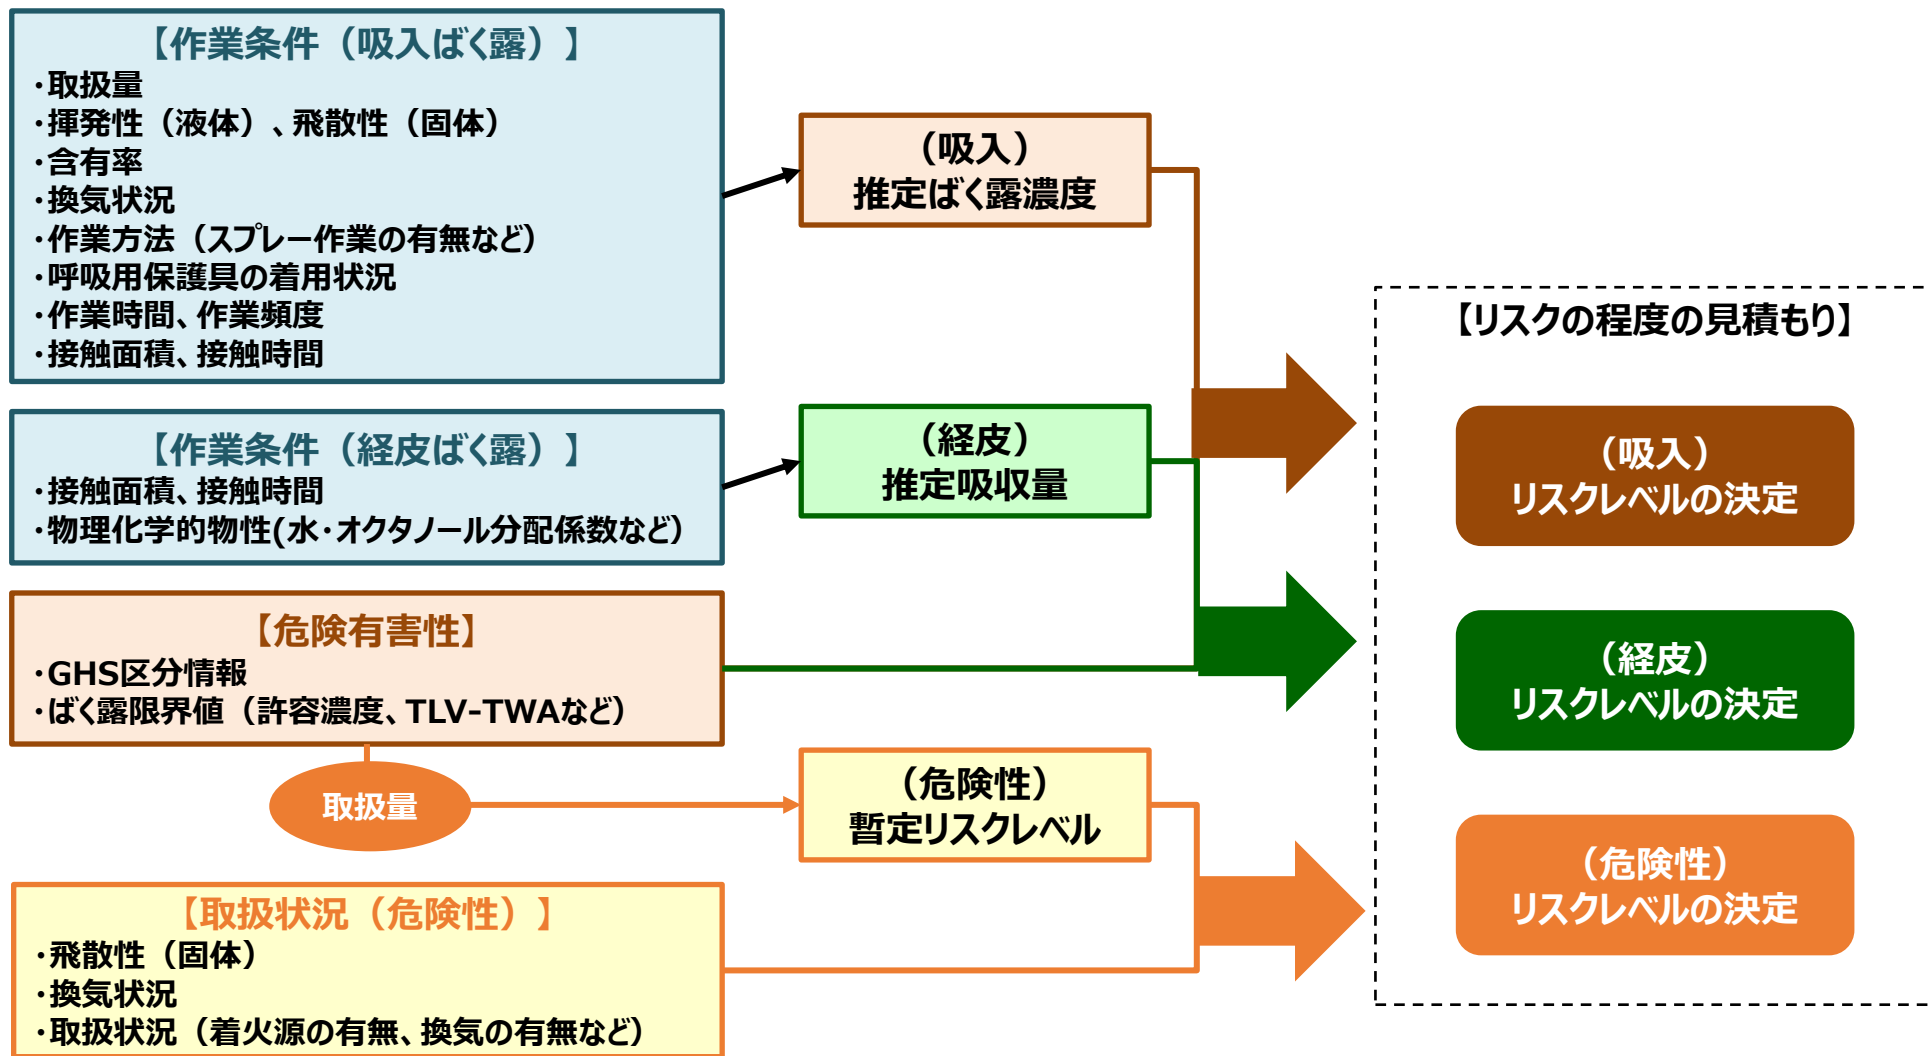 【作業条件（吸入ばく露）】
・取扱量
・揮発性（液体）、飛散性（固体）
・含有率
・換気状況
・作業方法（スプレー作業の有無など）
・呼吸用保護具の着用状況
・作業時間、作業頻度
・接触面積、接触時間
（吸入）
推定ばく露濃度
【作業条件（経皮ばく露）】
・接触面積、接触時間
・物理化学的物性(水・オクタノール分配係数など）
（経皮）
推定吸収量
【危険有害性】
・GHS区分情報
・ばく露限界値（許容濃度、TLV-TWAなど）
取扱量
（危険性）
暫定リスクレベル
【取扱状況（危険性）】
・飛散性（固体）
・換気状況
・取扱状況（着火源の有無、換気の有無など）
【リスクの程度の見積もり】
（吸入）
リスクレベルの決定
（経皮）
リスクレベルの決定
（危険性）
リスクレベルの決定